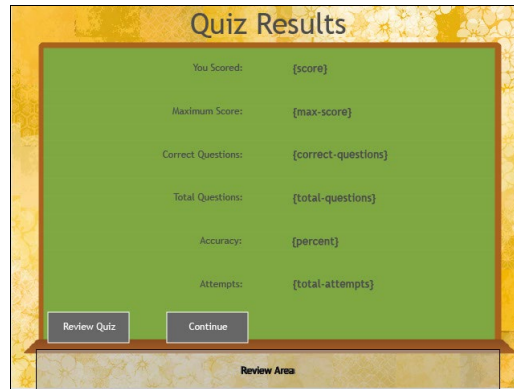 Quiz Results
You Scored: {score}
Maximum Score: {max-score}
Correct Questions: {correct-questions}
Total Questions: {total-questions}
Accuracy: {percent}
Attempts: {total-attempts}
Review Quiz Continue
Review Area